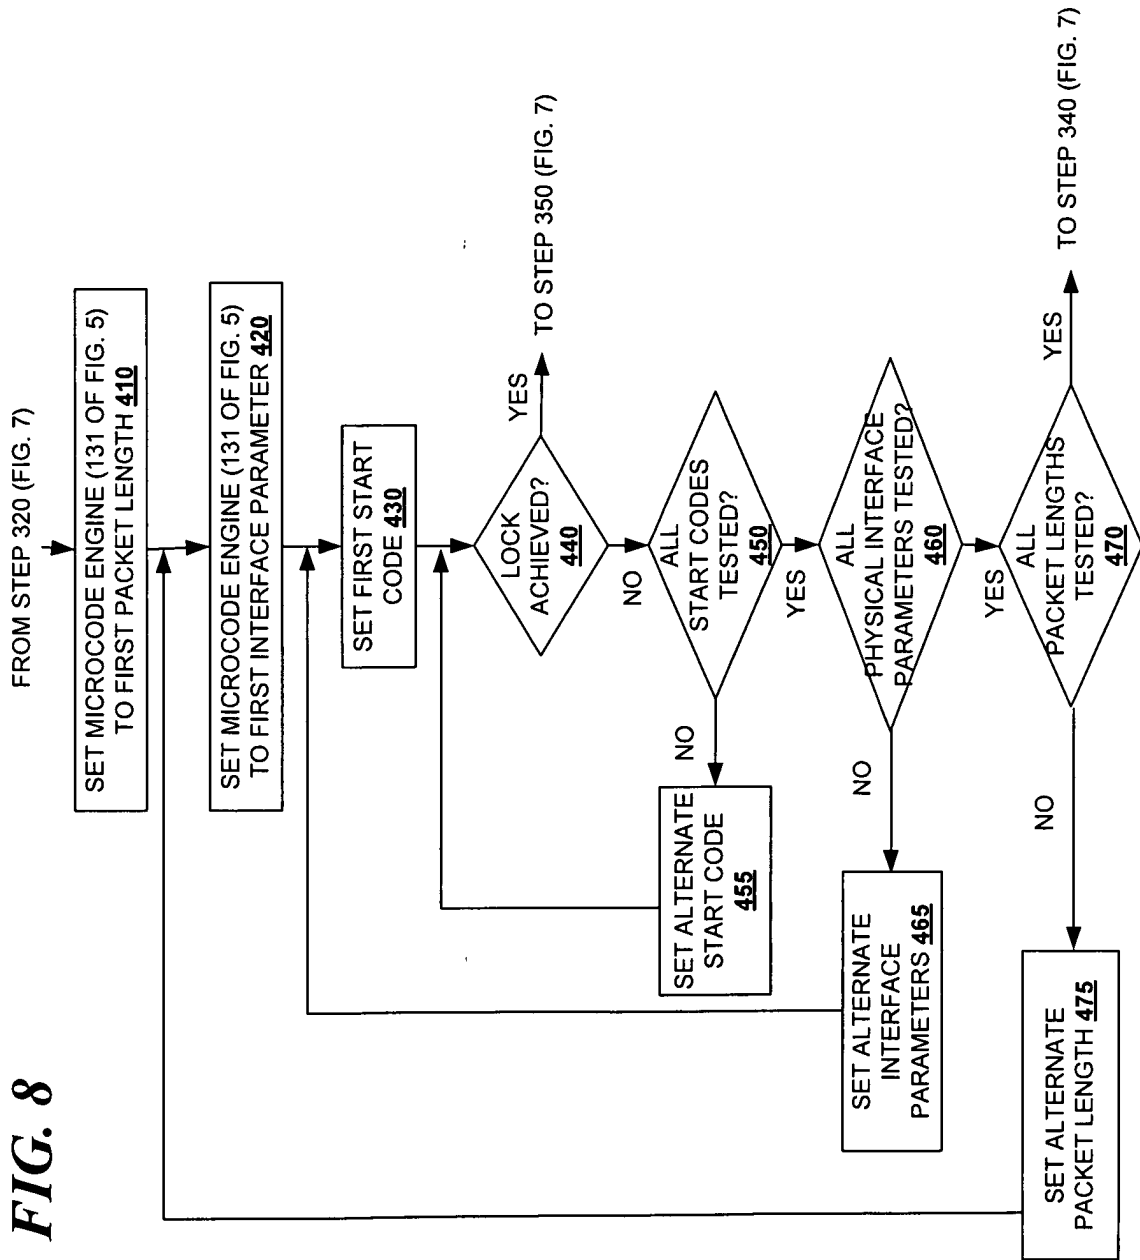 FIG. 8
FROM STEP 320 (FIG. 7)
SET MICROCODE ENGINE (131 OF FIG. 5)
TO FIRST PACKET LENGTH 410
SET MICROCODE ENGINE (131 OF FIG. 5)
TO FIRST INTERFACE PARAMETER 420
SET FIRST START
CODE 430
LOCK
ACHIEVED?
440
YES
TO STEP 350 (FIG. 7)
NO
ALL
START CODES
TESTED?
450
NO
SET ALTERNATE
START CODE
455
YES
ALL
PHYSICAL INTERFACE
PARAMETERS TESTED?
460
NO
SET ALTERNATE
INTERFACE
PARAMETERS 465
YES
ALL
PACKET LENGTHS
TESTED?
470
YES
TO STEP 340 (FIG. 7)
NO
SET ALTERNATE
PACKET LENGTH 475